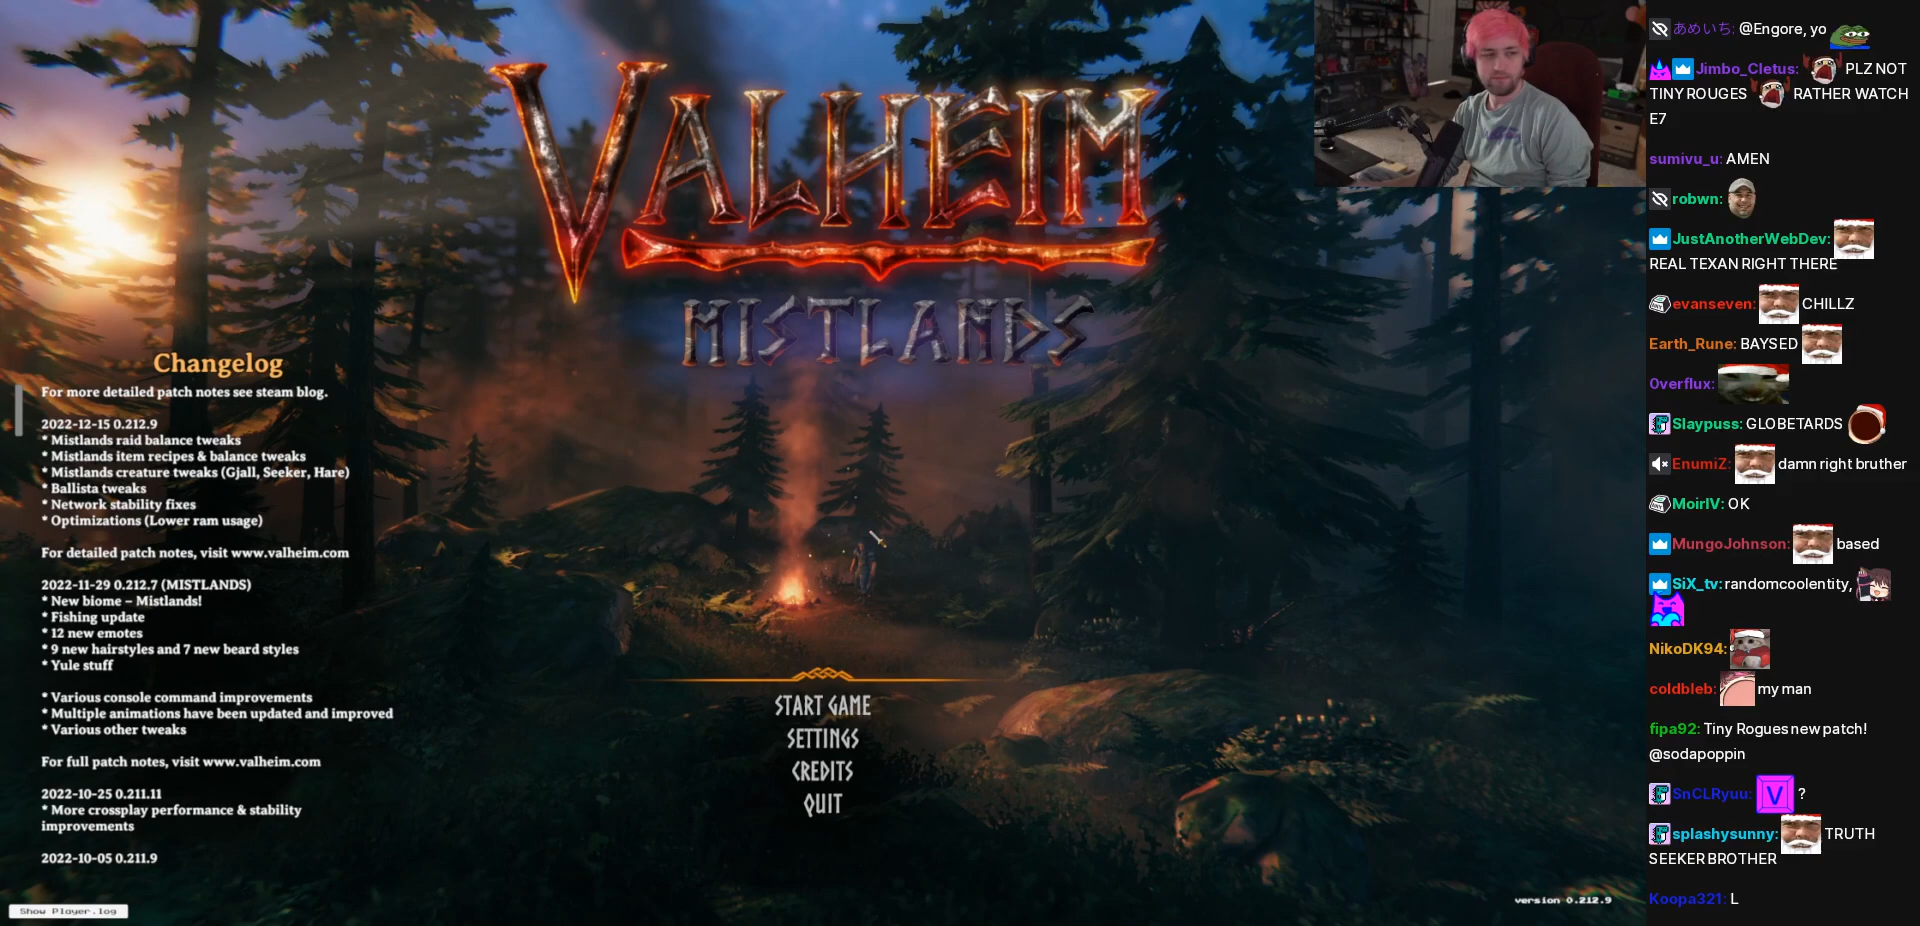 VALHEIM
MISTLANDS
Changelog
For more detailed patch notes see steam blog.
2022-12-15 0.212.9
* Mistlands raid balance tweaks
* Mistlands item recipes & balance tweaks
* Mistlands creature tweaks (Gjall, Seeker, Hare)
* Ballista tweaks
* Network stability fixes
* Optimizations (Lower ram usage)
For detailed patch notes, visit www.valheim.com
2022-11-29 0.212.7 (MISTLANDS)
* New biome – Mistlands!
* Fishing update
* 12 new emotes
* 9 new hairstyles and 7 new beard styles
* Yule stuff
* Various console command improvements
* Multiple animations have been updated and improved
* Various other tweaks
For full patch notes, visit www.valheim.com
2022-10-25 0.211.11
* More crossplay performance & stability
improvements
2022-10-05 0.211.9
Show Player.log
START GAME
SETTINGS
CREDITS
QUIT
version 0.212.9
あめいち: @Engore, yo
Jimbo_Cletus: PLZ NOT
TINY ROUGES RATHER WATCH
E7
sumivu_u: AMEN
robwn:
JustAnotherWebDev:
REAL TEXAN RIGHT THERE
evanseven: CHILLZ
Earth_Rune: BAYSED
0verflux:
Slaypuss: GLOBETARDS
EnumiZ: damn right bruther
MoirIV: OK
MungoJohnson: based
SiX_tv: randomcoolentity,
NikoDK94:
coldbleb: my man
fipa92: Tiny Rogues new patch!
@sodapoppin
SnCLRyuu: V ?
splashysunny: TRUTH
SEEKER BROTHER
Koopa321: L